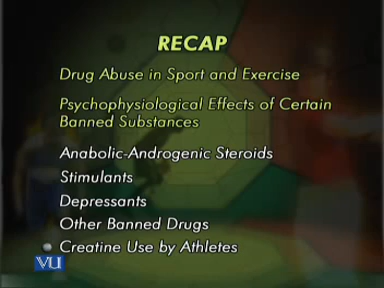 RECAP
Drug Abuse in Sport and Exercise
Psychophysiological Effects of Certain
Banned Substances
Anabolic-Androgenic Steroids
Stimulants
Depressants
Other Banned Drugs
Creatine Use by Athletes
VU